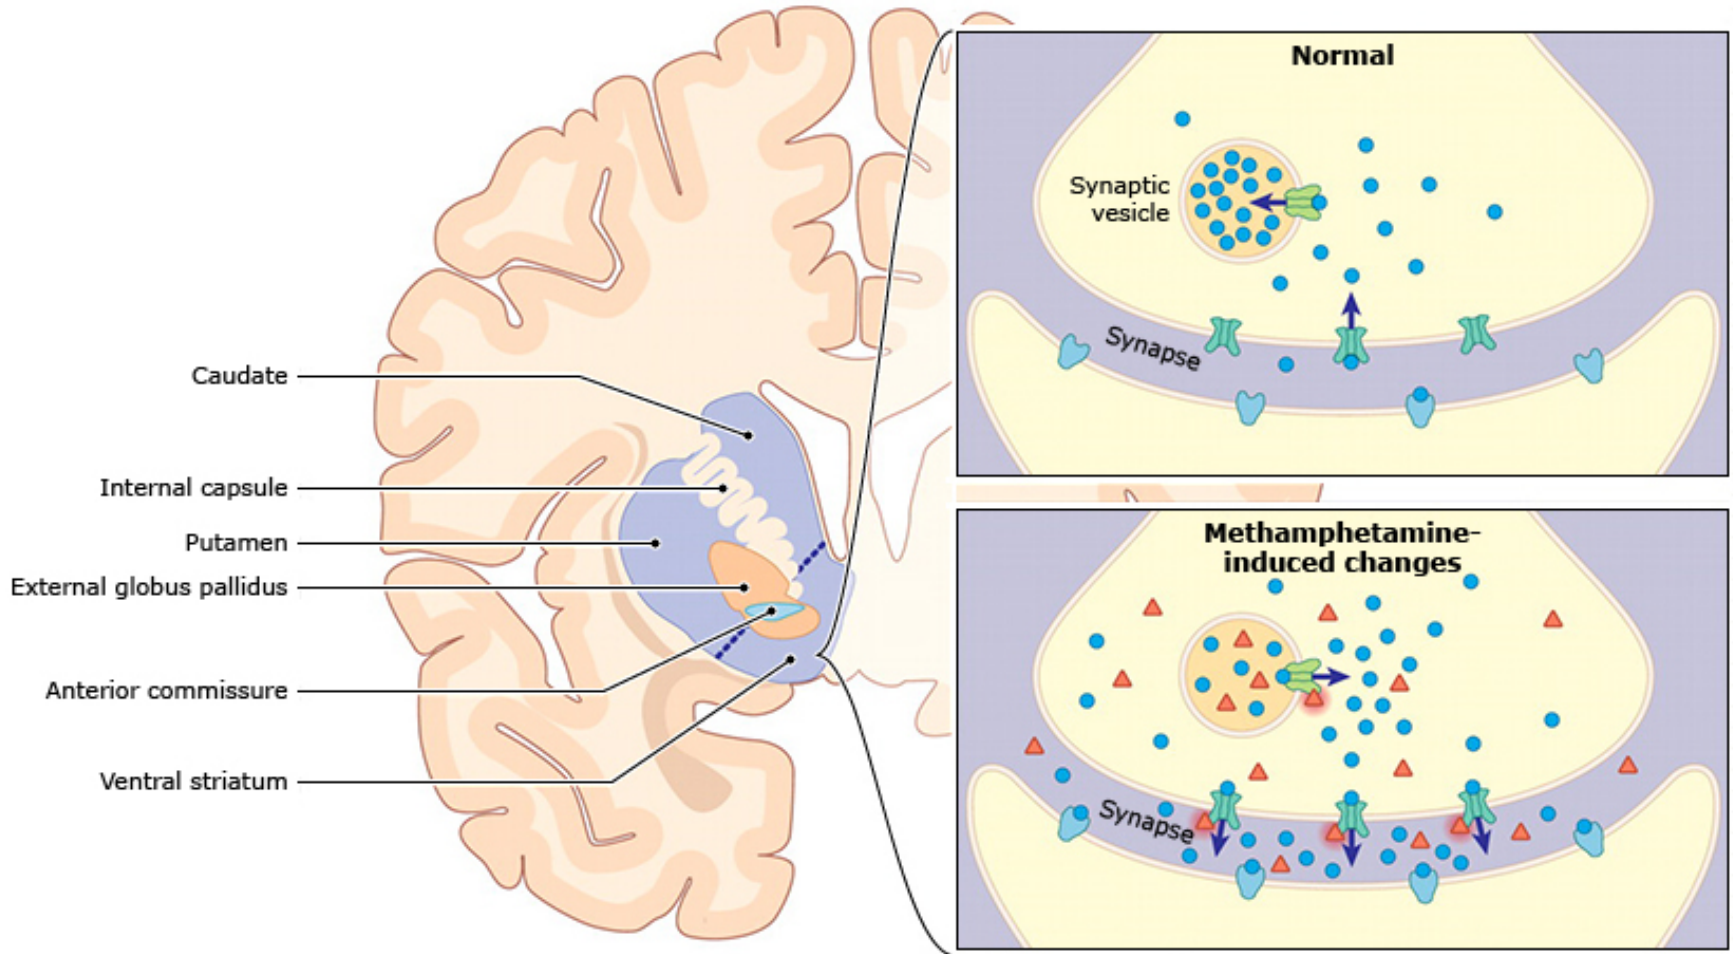 Caudate
Internal capsule
Putamen
External globus pallidus
Anterior commissure
Ventral striatum
Normal
Synaptic
vesicle
Synapse
Methamphetamine-
induced changes
Synapse